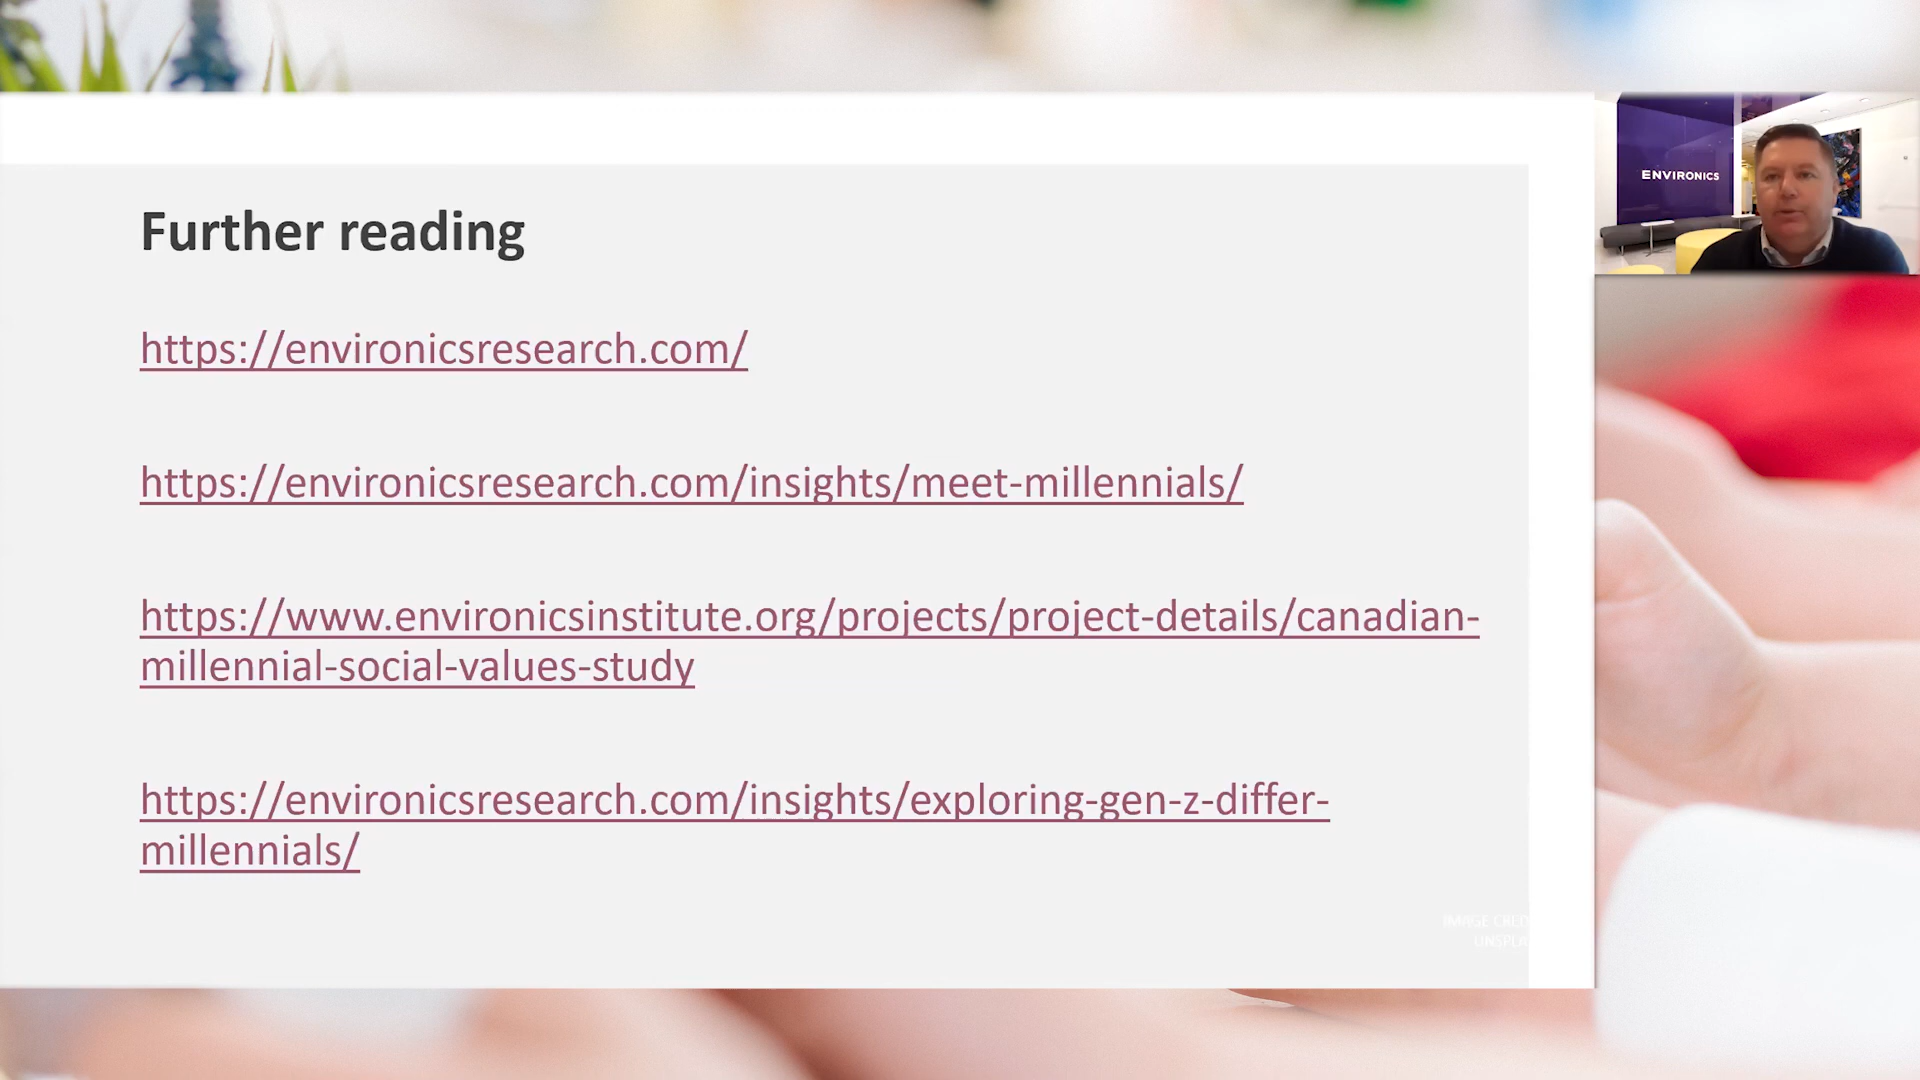 ENVIRONICS
Further reading
https://environicsresearch.com/
https://environicsresearch.com/insights/meet-millennials/
https://www.environicsinstitute.org/projects/project-details/canadian-
millennial-social-values-study
https://environicsresearch.com/insights/exploring-gen-z-differ-
millennials/
IMAGE